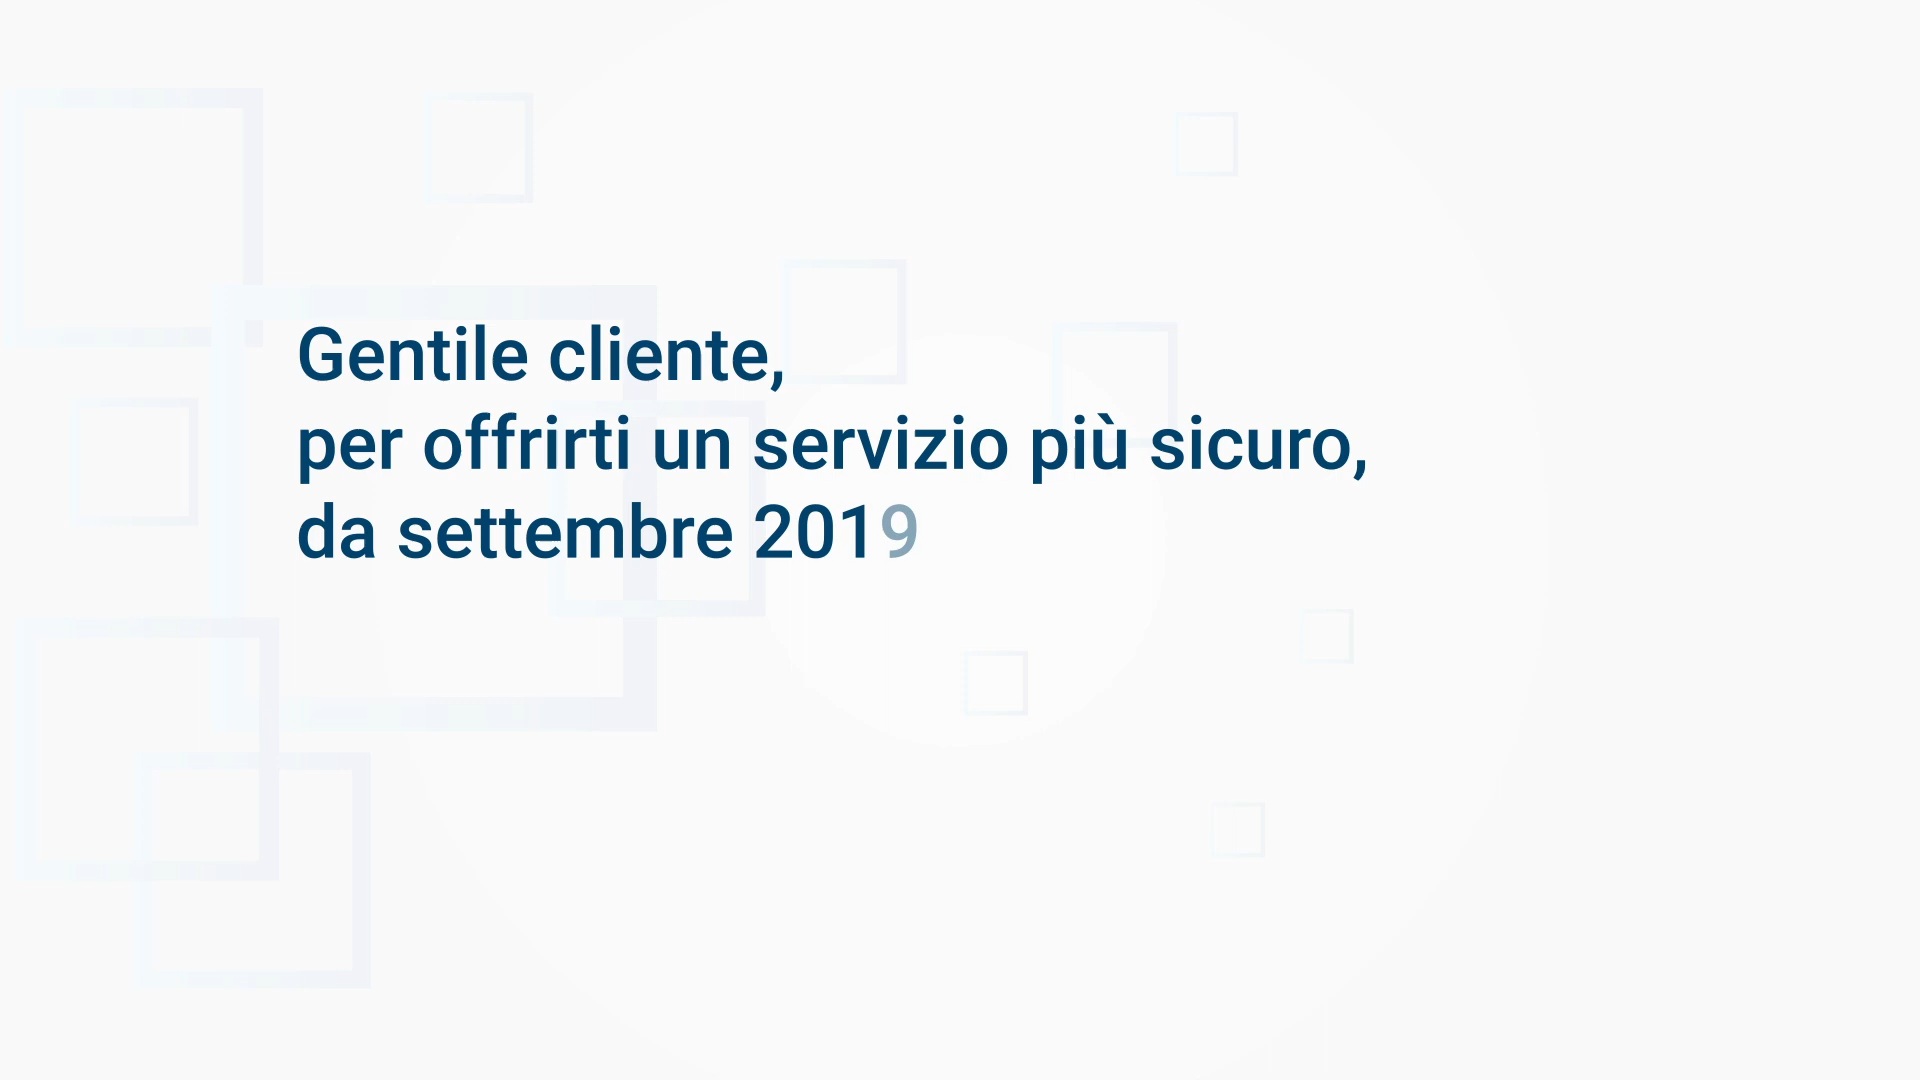 Gentile cliente,
per offrirti un servizio più sicuro,
da settembre 2019